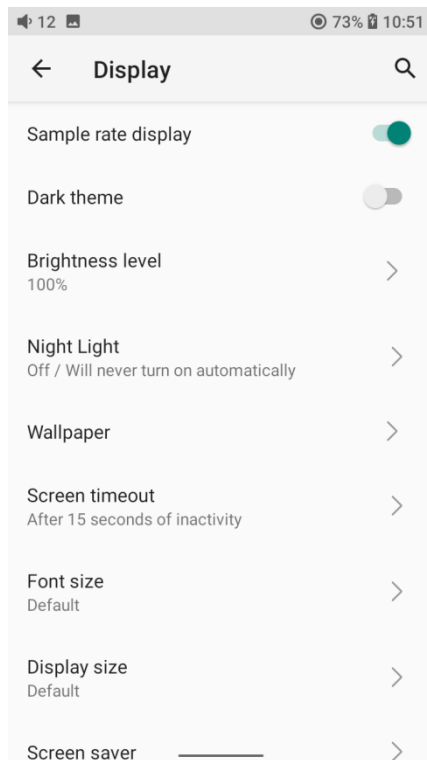 12 73% 10:51
Display
Sample rate display
Dark theme
Brightness level
100%
Night Light
Off / Will never turn on automatically
Wallpaper
Screen timeout
After 15 seconds of inactivity
Font size
Default
Display size
Default
Screen saver